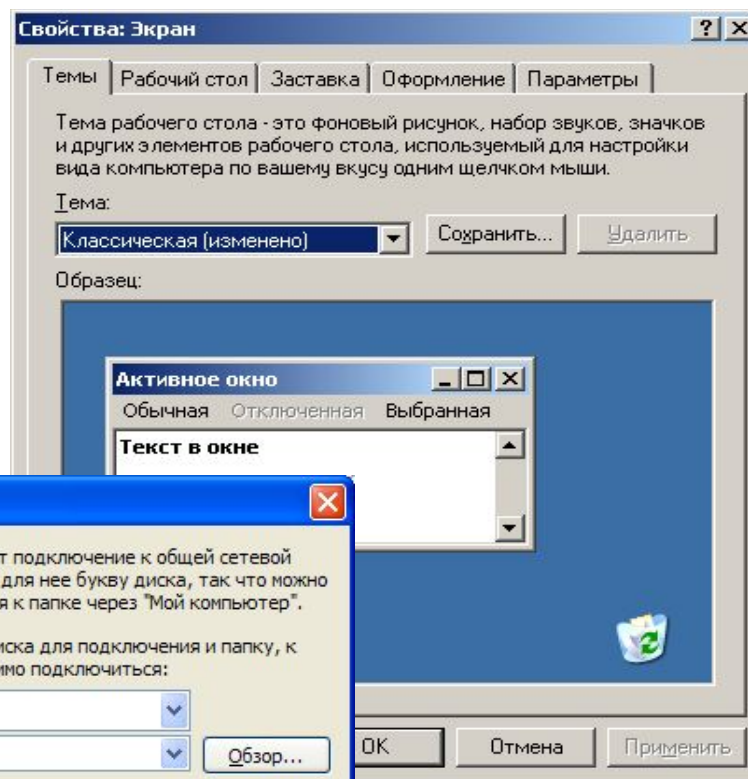 Свойства: Экран
Темы
Рабочий стол
Заставка
Оформление
Параметры
Тема рабочего стола - это фоновый рисунок, набор звуков, значков
и других элементов рабочего стола, используемый для настройки
вида компьютера по вашему вкусу одним щелчком мыши.
Тема:
Классическая (изменено)
Сохранить...
Удалить
Образец:
Активное окно
Обычная Отключенная Выбранная
Текст в окне
подключение к общей сетевой
для нее букву диска, так что можно
к папке через "Мой компьютер".
для подключения и папку, к
подключиться:
Обзор...
OK
Отмена
Применить